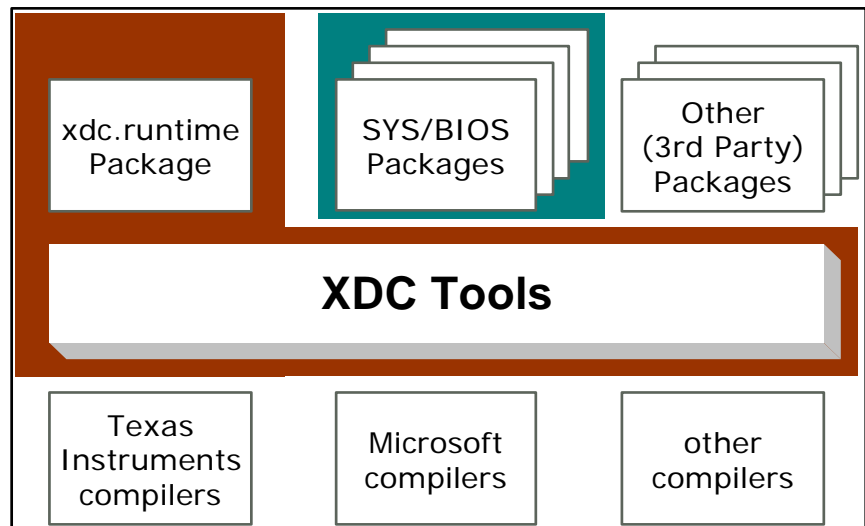 xdc.runtime
Package
SYS/BIOS
Packages
Other
(3rd Party)
Packages
XDC Tools
Texas
Instruments
compilers
Microsoft
compilers
other
compilers